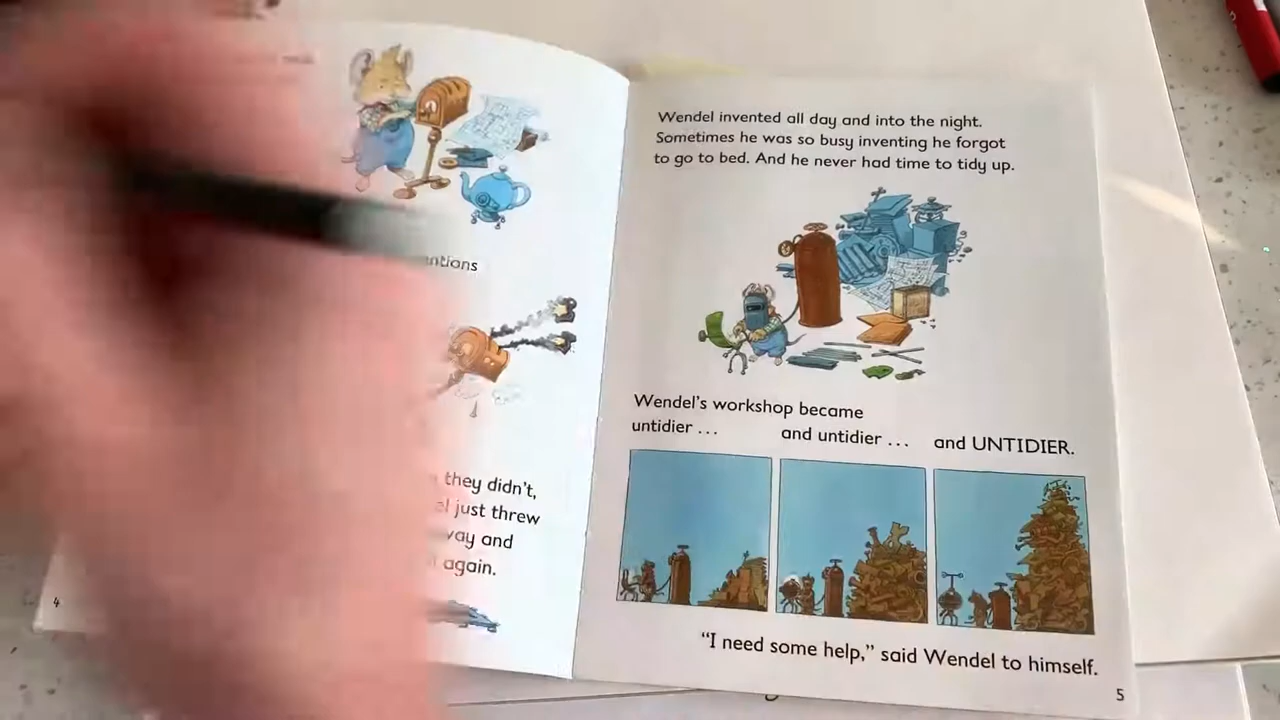 they didn't,
just threw
and
again.
4
Wendel invented all day and into the night.
Sometimes he was so busy inventing he forgot
to go to bed. And he never had time to tidy up.
Wendel's workshop became
untidier ... and untidier ... and UNTIDIER.
"I need some help," said Wendel to himself.
5